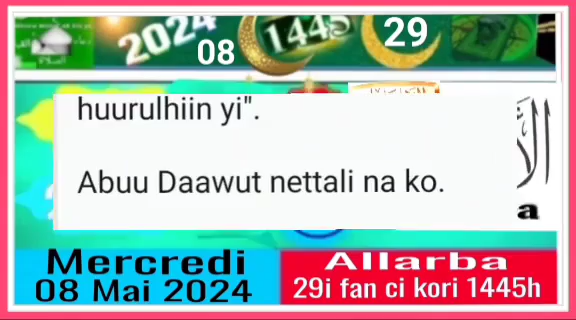 2024
08
1445
29
huurulhiin yi".
Abuu Daawut nettali na ko.
a
Mercredi
Allarba
08 Mai 2024
29i fan ci kori 1445h